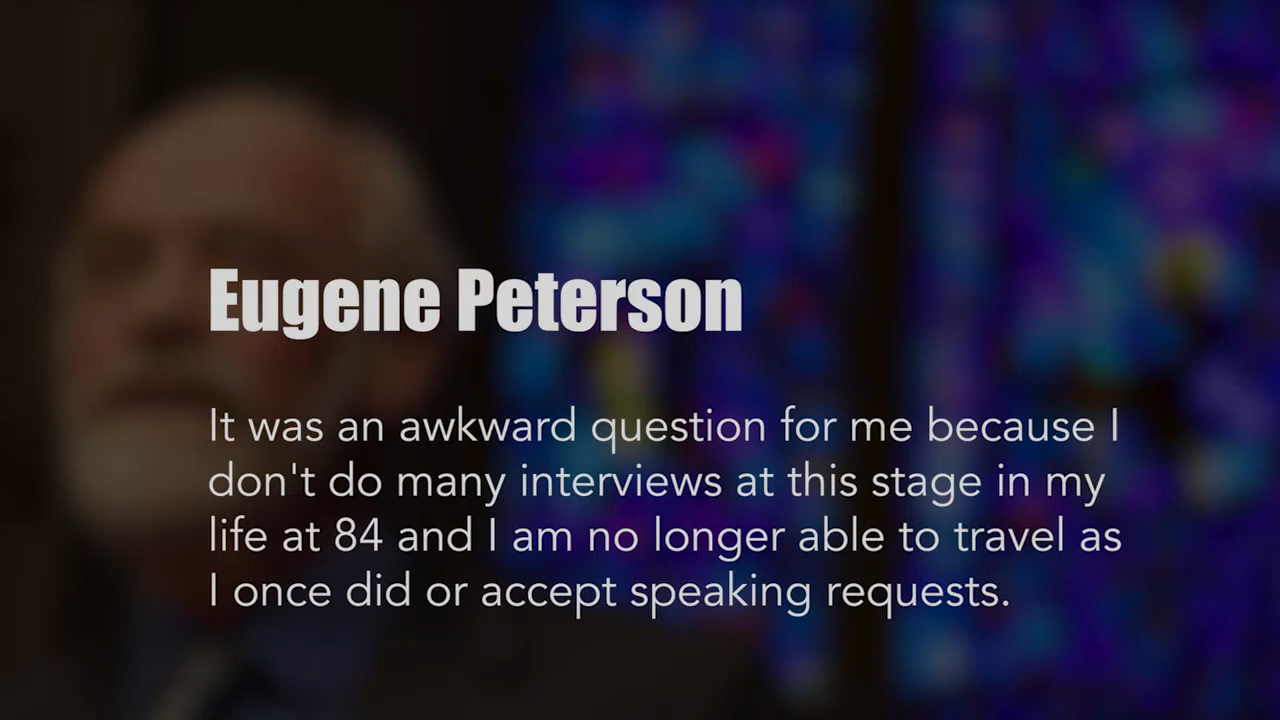 Eugene Peterson
It was an awkward question for me because I
don't do many interviews at this stage in my
life at 84 and I am no longer able to travel as
I once did or accept speaking requests.